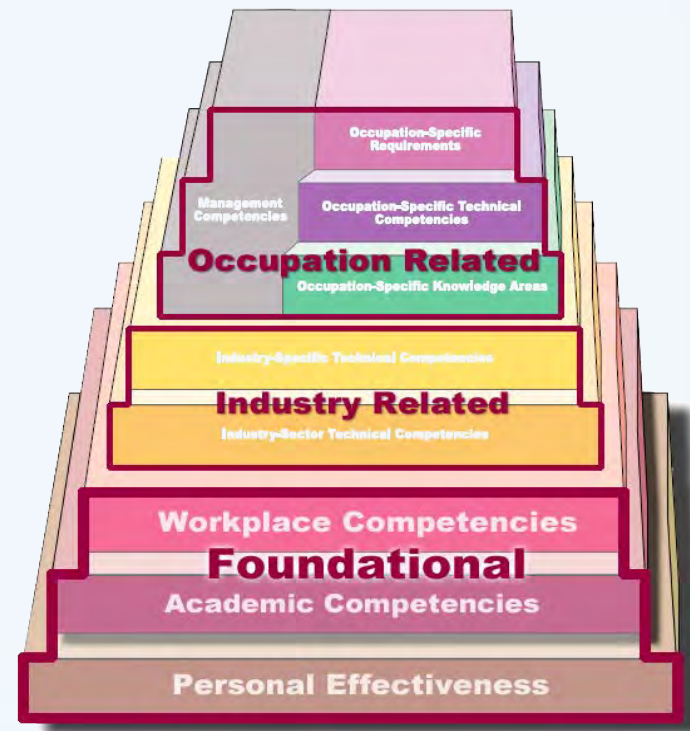 Occupation-Specific
Requirements
Management
Competencies
Occupation-Specific Technical
Competencies
Occupation Related
Occupation-Specific Knowledge Areas
Industry-Specific Technical Competencies
Industry Related
Industry-Sector Technical Competencies
Workplace Competencies
Foundational
Academic Competencies
Personal Effectiveness